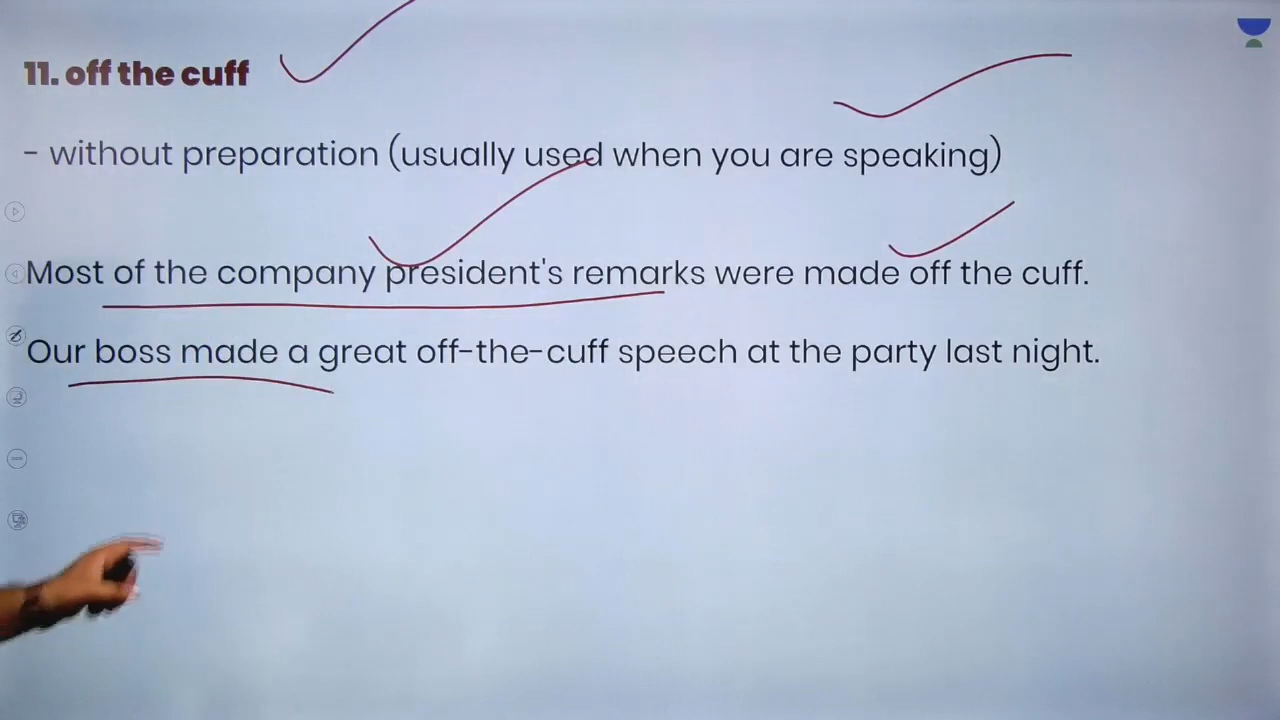 11. off the cuff
- without preparation (usually used when you are speaking)
Most of the company president's remarks were made off the cuff.
Our boss made a great off-the-cuff speech at the party last night.